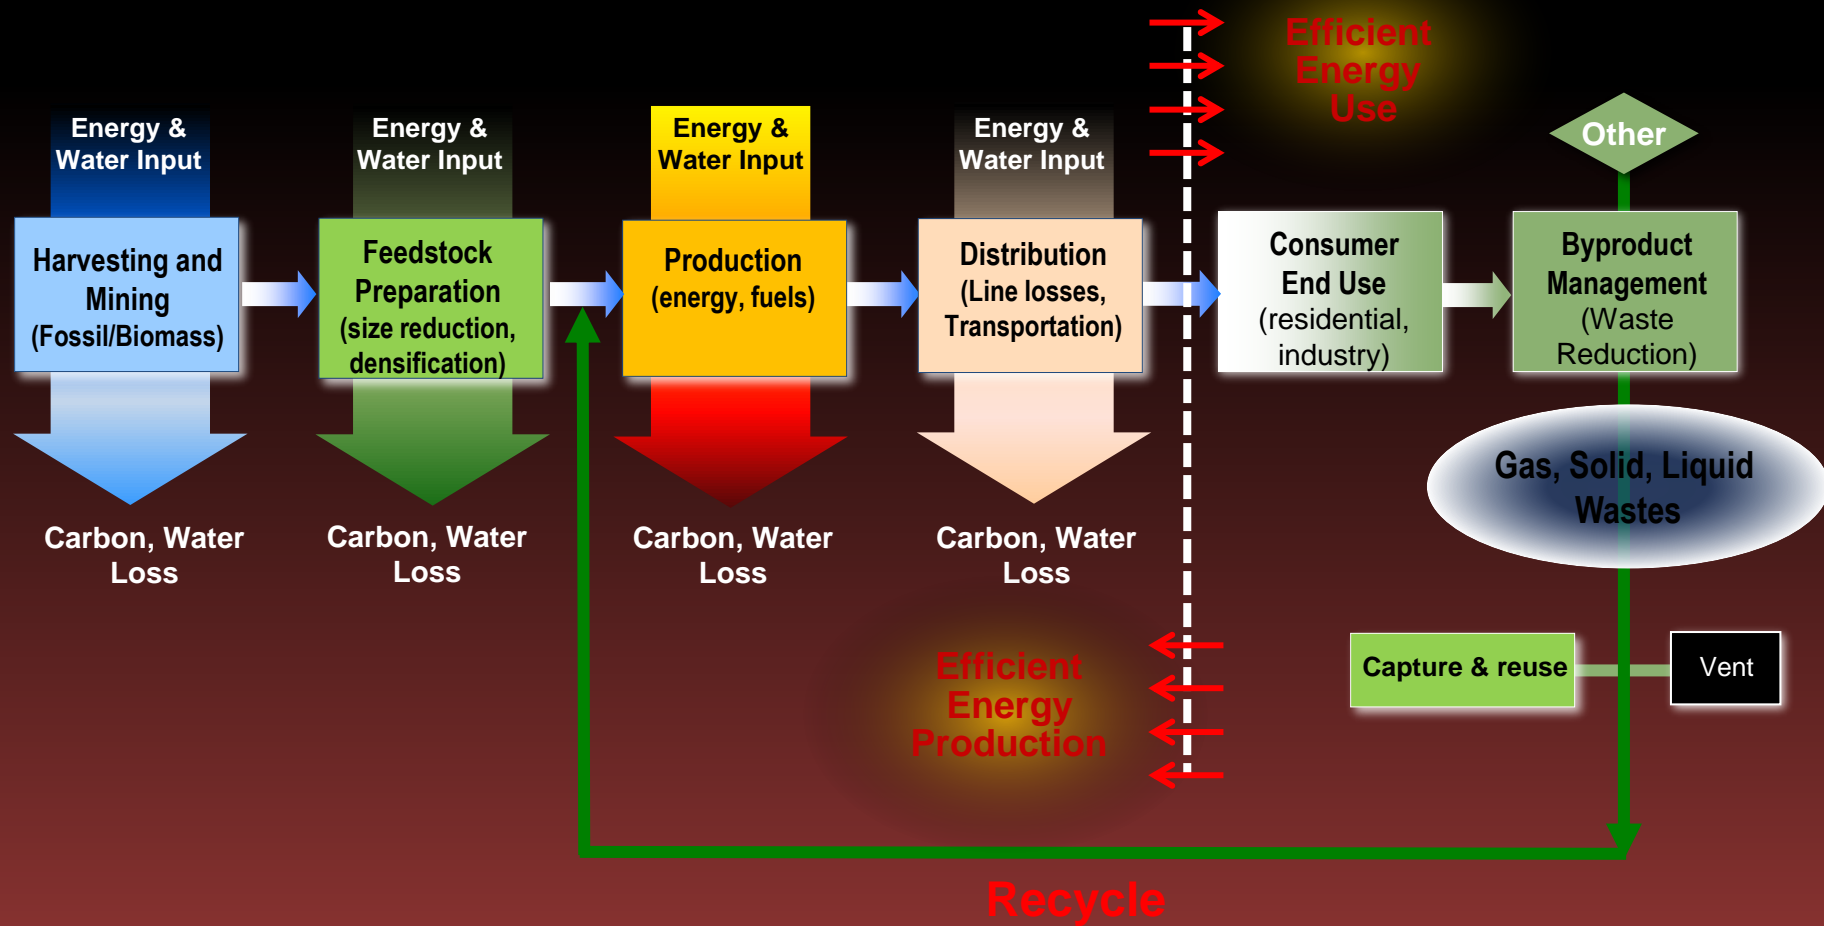 Efficient
Energy
Use
Energy &
Water Input
Energy &
Water Input
Energy &
Water Input
Energy &
Water Input
Other
Harvesting and
Mining
(Fossil/Biomass)
Feedstock
Preparation
(size reduction,
densification)
Production
(energy, fuels)
Distribution
(Line losses,
Transportation)
Consumer
End Use
(residential,
industry)
Byproduct
Management
(Waste
Reduction)
Gas, Solid, Liquid
Wastes
Carbon, Water
Loss
Carbon, Water
Loss
Carbon, Water
Loss
Carbon, Water
Loss
Efficient
Energy
Production
Capture & reuse
Vent
Recycle